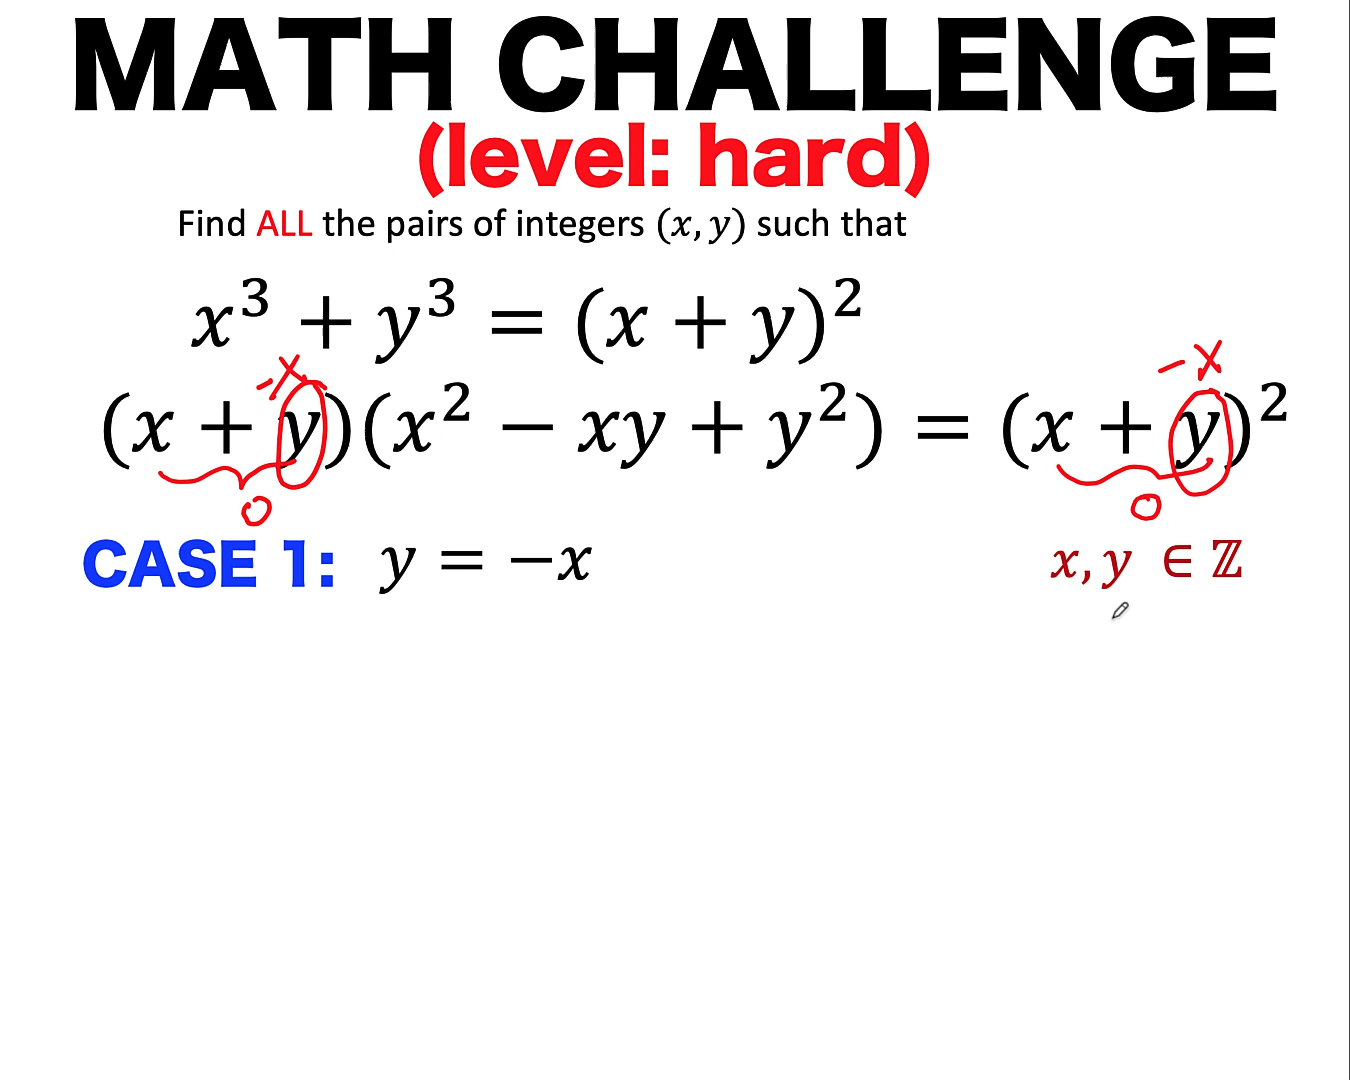 MATH CHALLENGE
(level: hard)
Find ALL the pairs of integers (x, y) such that
x³ + y³ = (x + y)²
-x -x
(x + y)(x² − xy + y²) = (x + y)²
0 0
CASE 1: y = −x x, y ∈ ℤ